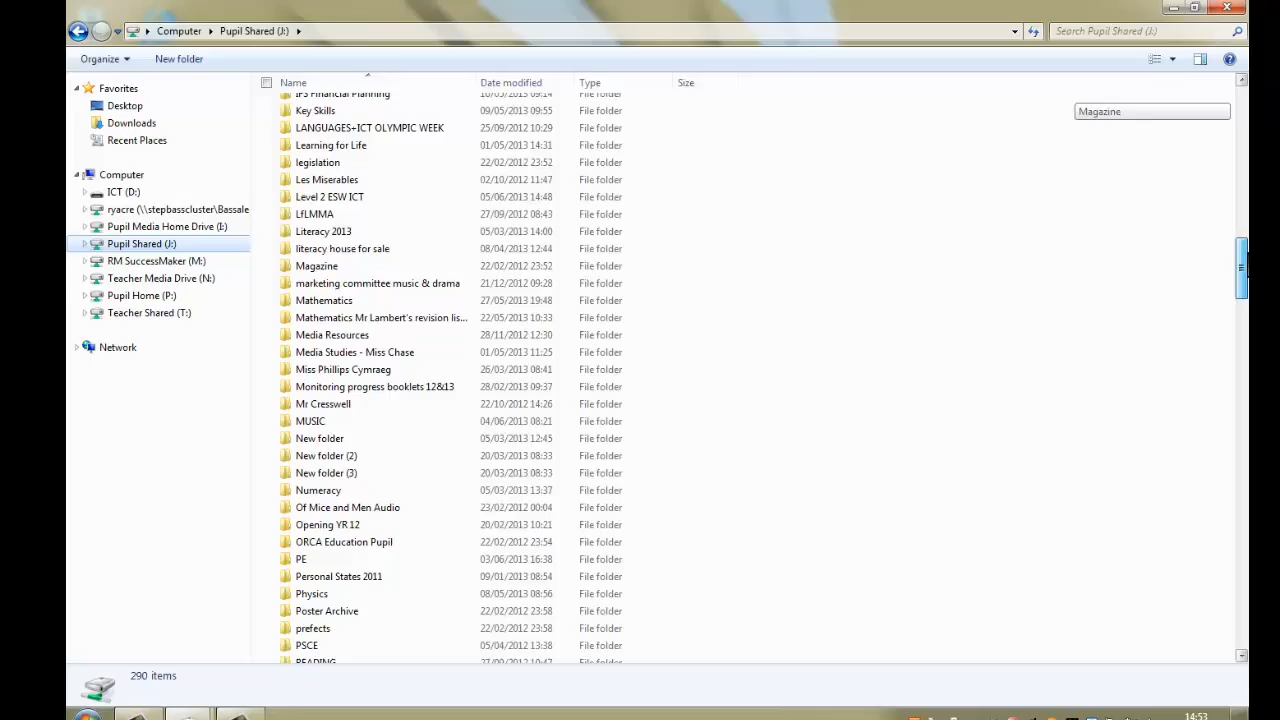 Computer Pupil Shared (J:) Search Pupil Shared (J:)
Organize New folder
Name Date modified Type Size
Favorites
Desktop
Downloads
Recent Places
Computer
ICT (D:)
ryacre (\\stepbasscluster\Bassale
Pupil Media Home Drive (I:)
Pupil Shared (J:)
RM SuccessMaker (M:)
Teacher Media Drive (N:)
Pupil Home (P:)
Teacher Shared (T:)
Network
IFS Financial Planning 10/05/2013 09:14 File folder
Key Skills 09/05/2013 09:55 File folder
LANGUAGES+ICT OLYMPIC WEEK 25/09/2012 10:29 File folder
Learning for Life 01/05/2013 14:31 File folder
legislation 22/02/2012 23:52 File folder
Les Miserables 02/10/2012 11:47 File folder
Level 2 ESW ICT 05/06/2013 14:48 File folder
LfLMMA 27/09/2012 08:43 File folder
Literacy 2013 05/03/2013 14:00 File folder
literacy house for sale 08/04/2013 12:44 File folder
Magazine 22/02/2012 23:52 File folder
marketing committee music & drama 21/12/2012 09:28 File folder
Mathematics 27/05/2013 19:48 File folder
Mathematics Mr Lambert's revision lis... 22/05/2013 10:33 File folder
Media Resources 28/11/2012 12:30 File folder
Media Studies - Miss Chase 01/05/2013 11:25 File folder
Miss Phillips Cymraeg 26/03/2013 08:41 File folder
Monitoring progress booklets 12&13 28/02/2013 09:37 File folder
Mr Cresswell 22/10/2012 14:26 File folder
MUSIC 04/06/2013 08:21 File folder
New folder 05/03/2013 12:45 File folder
New folder (2) 20/03/2013 08:33 File folder
New folder (3) 20/03/2013 08:33 File folder
Numeracy 05/03/2013 13:37 File folder
Of Mice and Men Audio 23/02/2012 00:04 File folder
Opening YR 12 20/02/2013 10:21 File folder
ORCA Education Pupil 22/02/2012 23:54 File folder
PE 03/06/2013 16:38 File folder
Personal States 2011 09/01/2013 08:54 File folder
Physics 08/05/2013 08:56 File folder
Poster Archive 22/02/2012 23:58 File folder
prefects 22/02/2012 23:58 File folder
PSCE 05/04/2012 13:38 File folder
READING 27/09/2012 10:47 File folder
Magazine
290 items
14:53